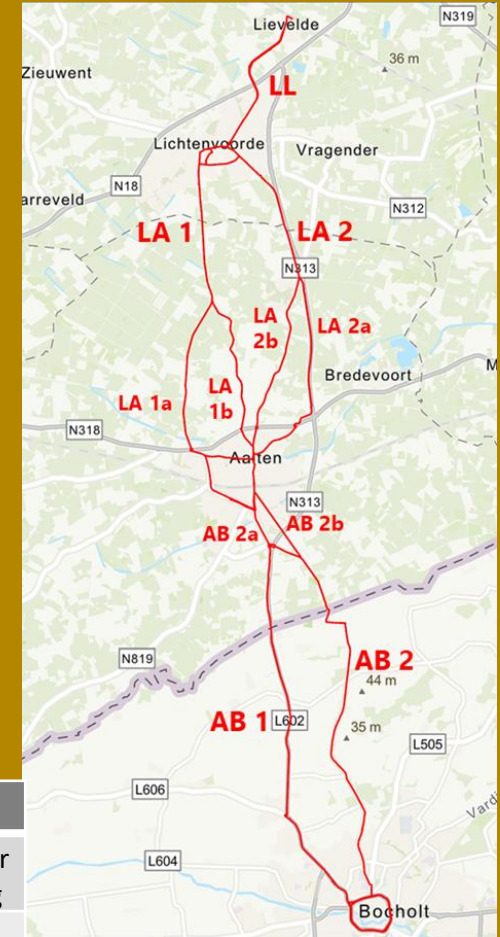 Lievelde
N319
36 m
Zieuwent
LL
Lichtenvoorde
Vragender
N18
arreveld
N312
LA 1
LA 2
N313
LA
2b
LA 2a
LA
1b
Bredevoort
M
LA 1a
N318
Aalten
N313
AB 2b
AB 2a
N819
AB 2
44 m
AB 1
L602
35 m
L505
L606
Vardi
L604
r
g
Bocholt